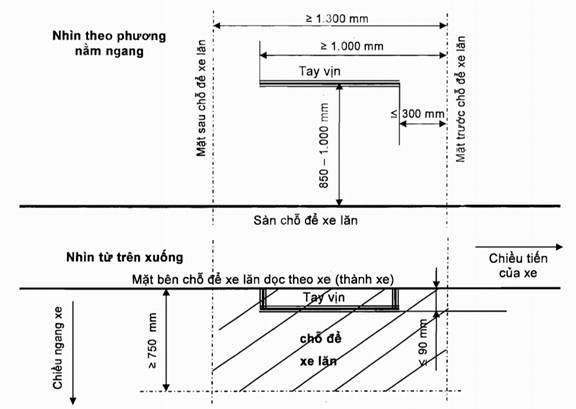 ≥ 1.300 mm
Nhìn theo phương
nằm ngang
≥ 1.000 mm
Tay vịn
≤ 300 mm
Mặt sau chỗ để xe lăn
850 – 1.000 mm
Mặt trước chỗ để xe lăn
Sàn chỗ để xe lăn
Nhìn từ trên xuống
Chiều tiến
của xe
Mặt bên chỗ để xe lăn dọc theo xe (thành xe)
Tay vịn
Chiều ngang xe
≥ 750 mm
chỗ để
xe lăn
≤ 90 mm